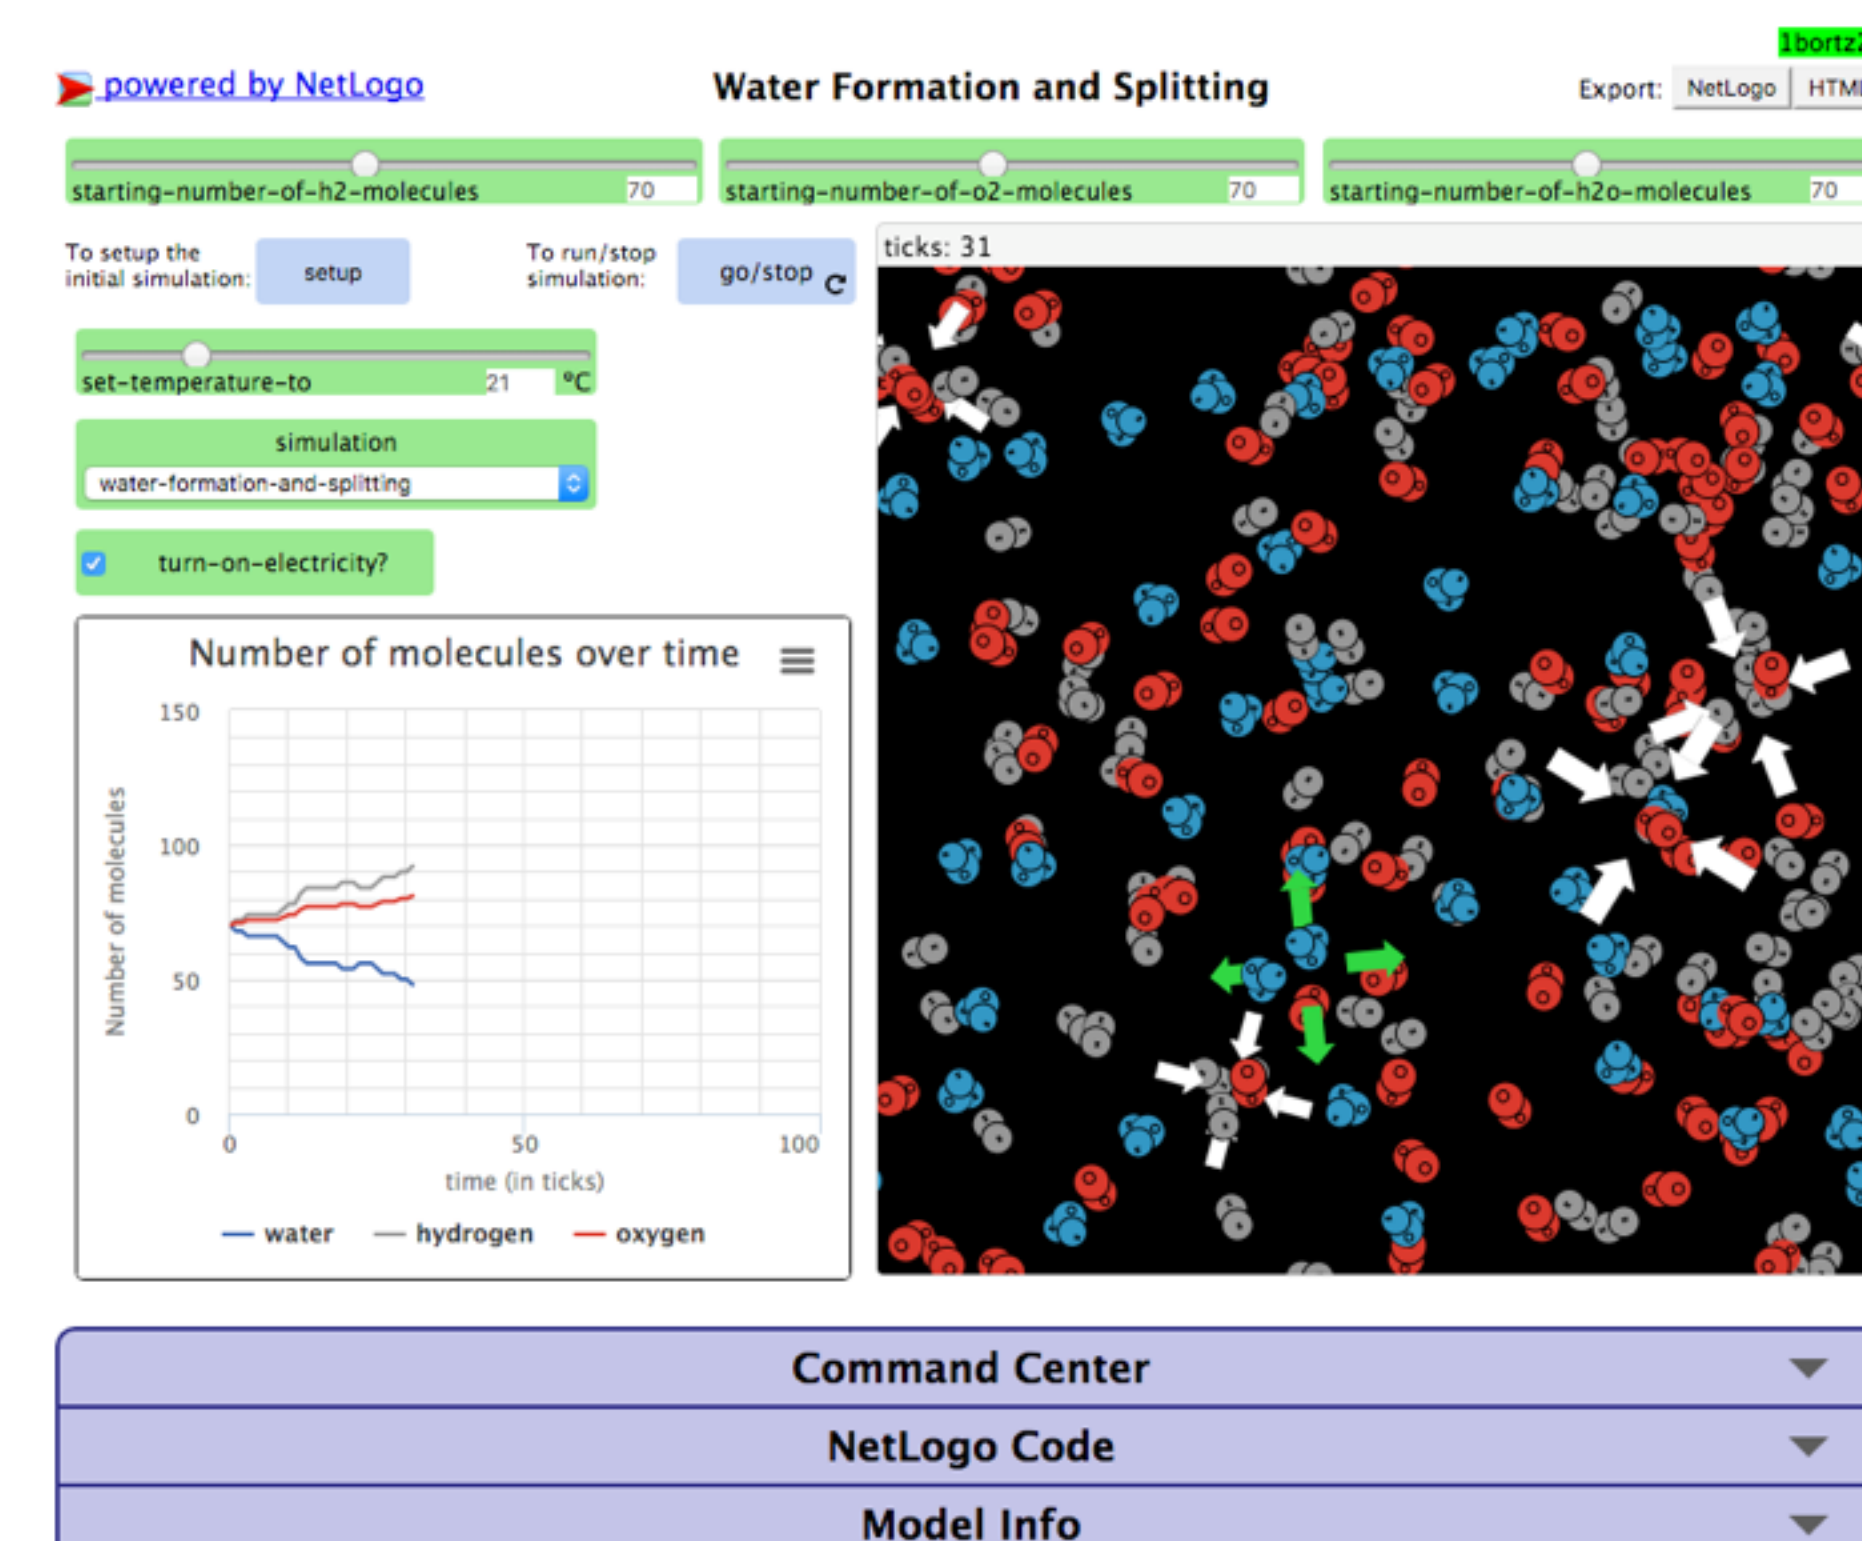 1bortz
powered by NetLogo
Water Formation and Splitting
Export: NetLogo HTML
starting-number-of-h2-molecules 70
starting-number-of-o2-molecules 70
starting-number-of-h2o-molecules 70
To setup the
initial simulation:
setup
To run/stop
simulation:
go/stop
ticks: 31
set-temperature-to 21 °C
simulation
water-formation-and-splitting
turn-on-electricity?
Number of molecules over time
Number of molecules
150
100
50
0
0 50 100
time (in ticks)
water hydrogen oxygen
Command Center
NetLogo Code
Model Info